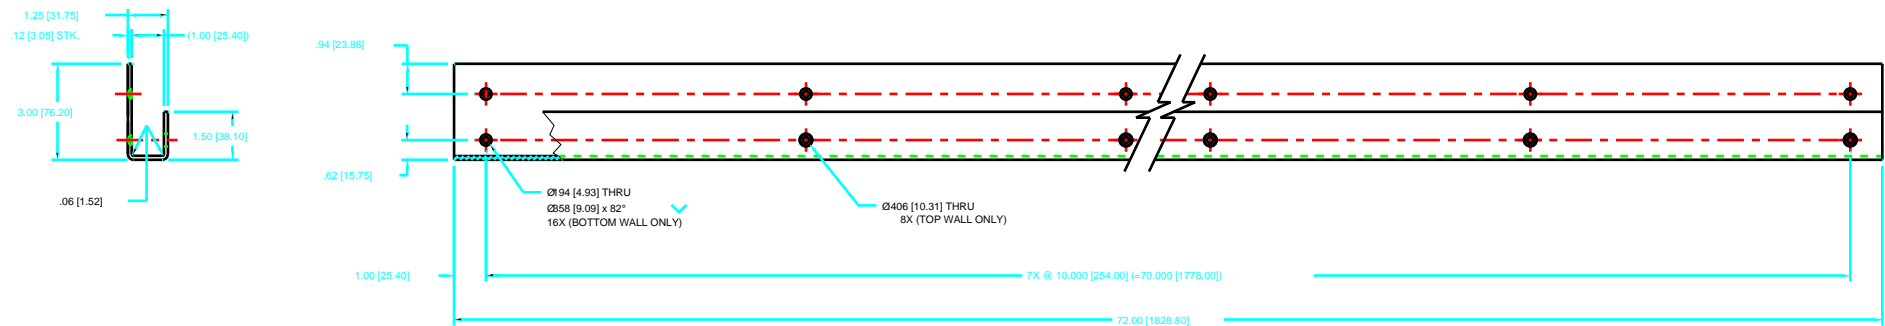 1.25 [31.75]
.12 [3.05] STK.
(1.00 [25.40])
.94 [23.88]
3.00 [76.20]
1.50 [38.10]
.62 [15.75]
.06 [1.52]
Ø.194 [4.93] THRU
Ø.358 [9.09] x 82°
16X (BOTTOM WALL ONLY)
Ø.406 [10.31] THRU
8X (TOP WALL ONLY)
1.00 [25.40]
7X @ 10.000 [254.00] (=70.000 [1778.00])
72.00 [1828.80]